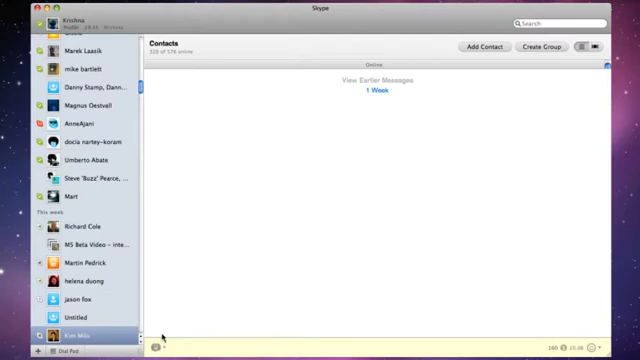 Skype
Krishna
Search
Contacts
Add Contact
Create Group
Online
View Earlier Messages
1 Week
Marek Laasik
mike bartlett
Danny Stamp, Dann...
Magnus Oestvall
AnneAjani
docia nartey-koram
Umberto Abate
Steve 'Buzz' Pearce, ...
Mart
This week
Richard Cole
MS Beta Video - inte...
Martin Pedrick
helena duong
jason fox
Untitled
Kim Milo
Dial Pad